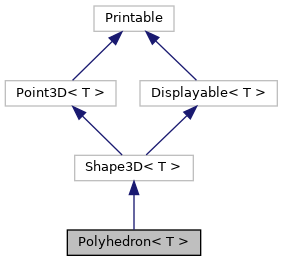 Printable
Point3D< T >
Displayable< T >
Shape3D< T >
Polyhedron< T >